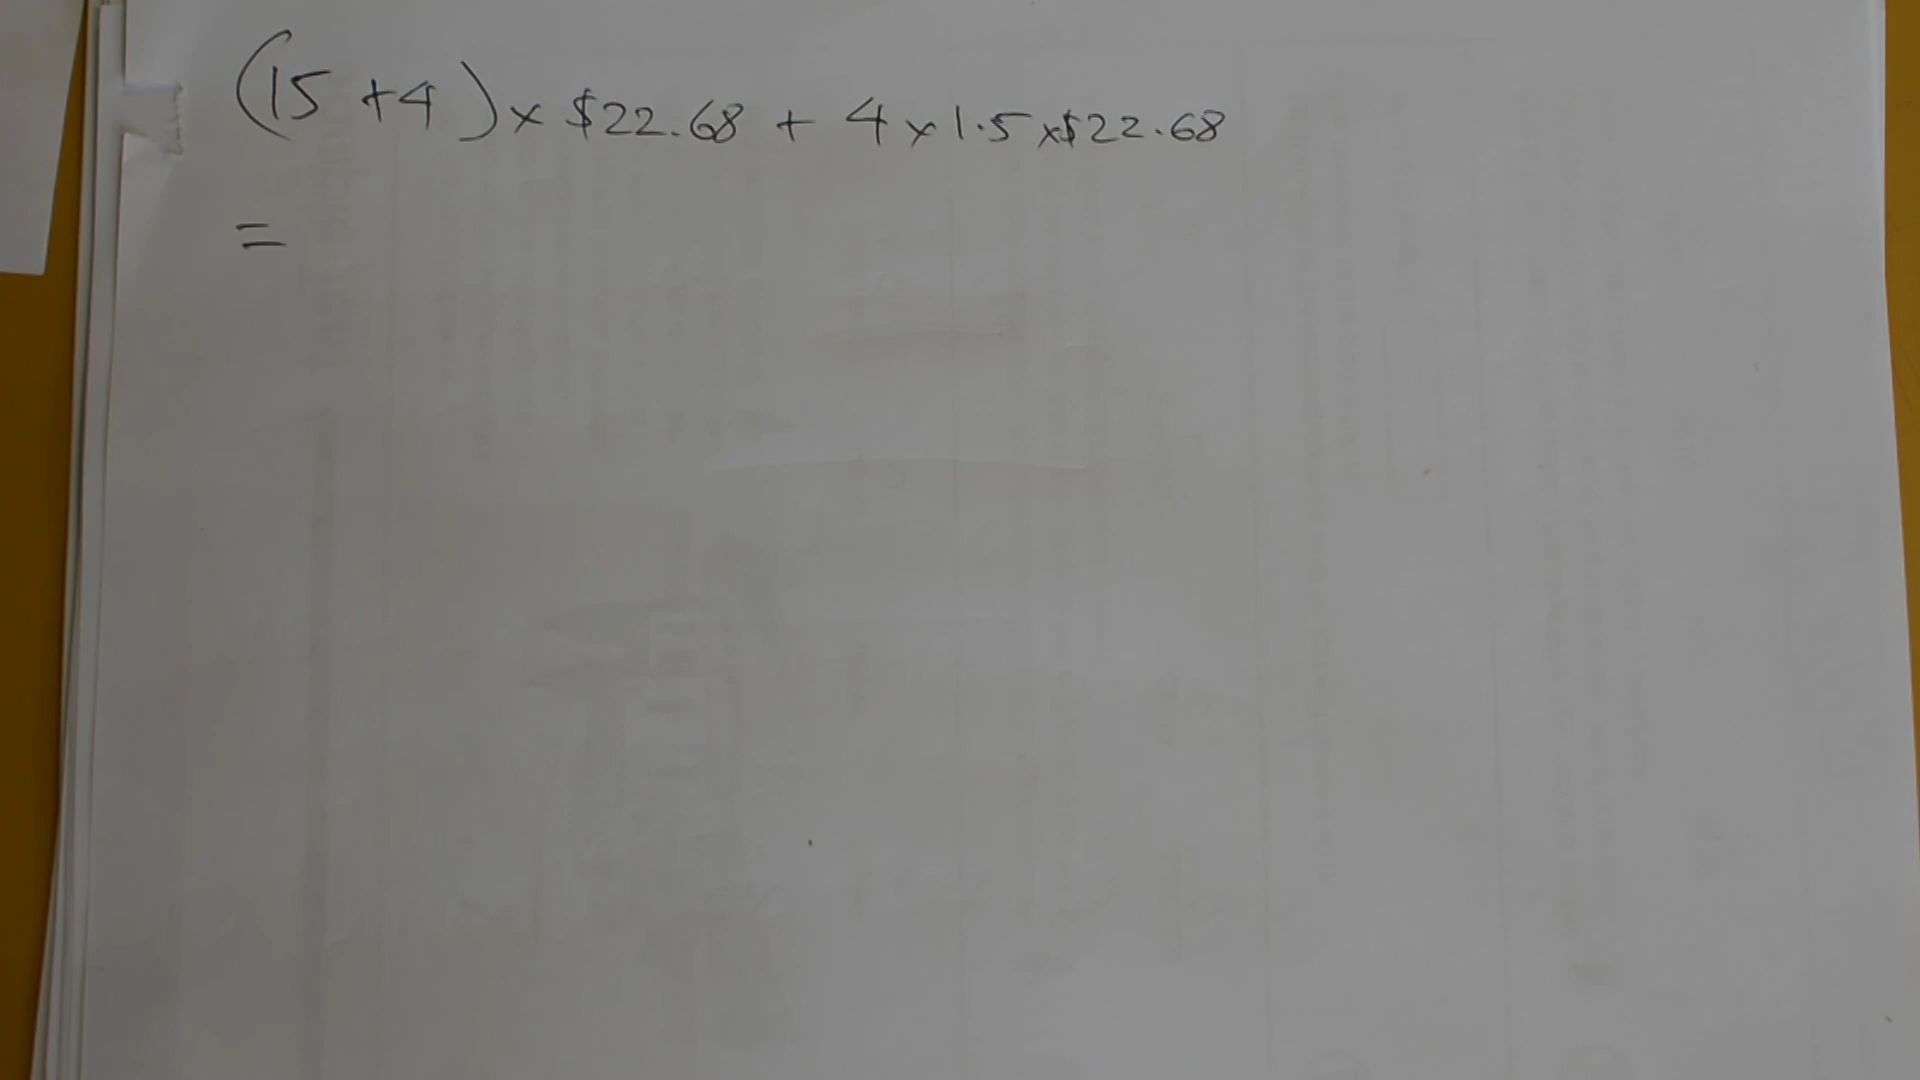 (15 + 4) × $22.68 + 4 × 1.5 × $22.68
=